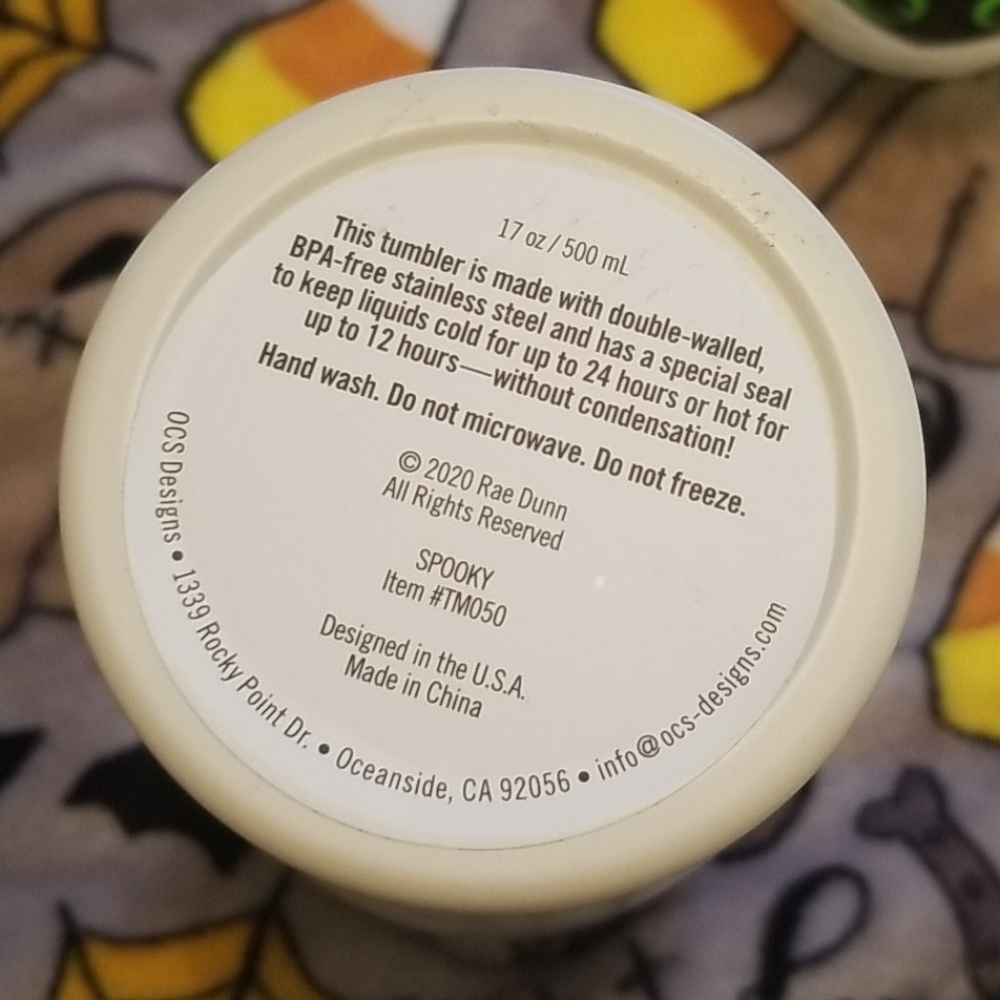 17 oz / 500 mL
This tumbler is made with double-walled,
BPA-free stainless steel and has a special seal
to keep liquids cold for up to 24 hours or hot for
up to 12 hours—without condensation!
Hand wash. Do not microwave. Do not freeze.
© 2020 Rae Dunn
All Rights Reserved
SPOOKY
Item #TM050
Designed in the U.S.A.
Made in China
OCS Designs • 1339 Rocky Point Dr. • Oceanside, CA 92056 • info@ocs-designs.com